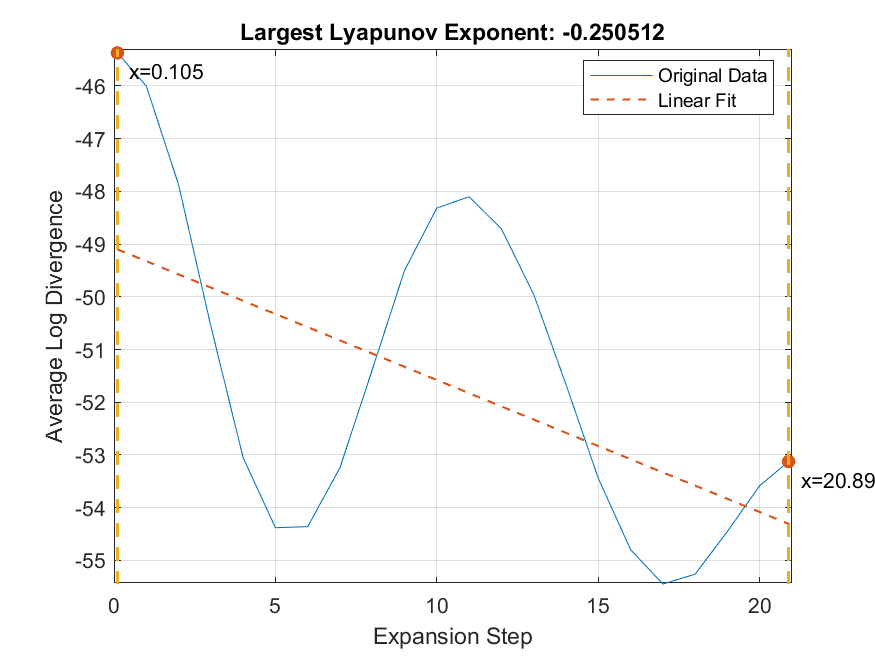 Largest Lyapunov Exponent: -0.250512
x=0.105
Original Data
Linear Fit
-46
-47
-48
-49
-50
-51
-52
-53
-54
-55
Average Log Divergence
x=20.89
0
5
10
15
20
Expansion Step